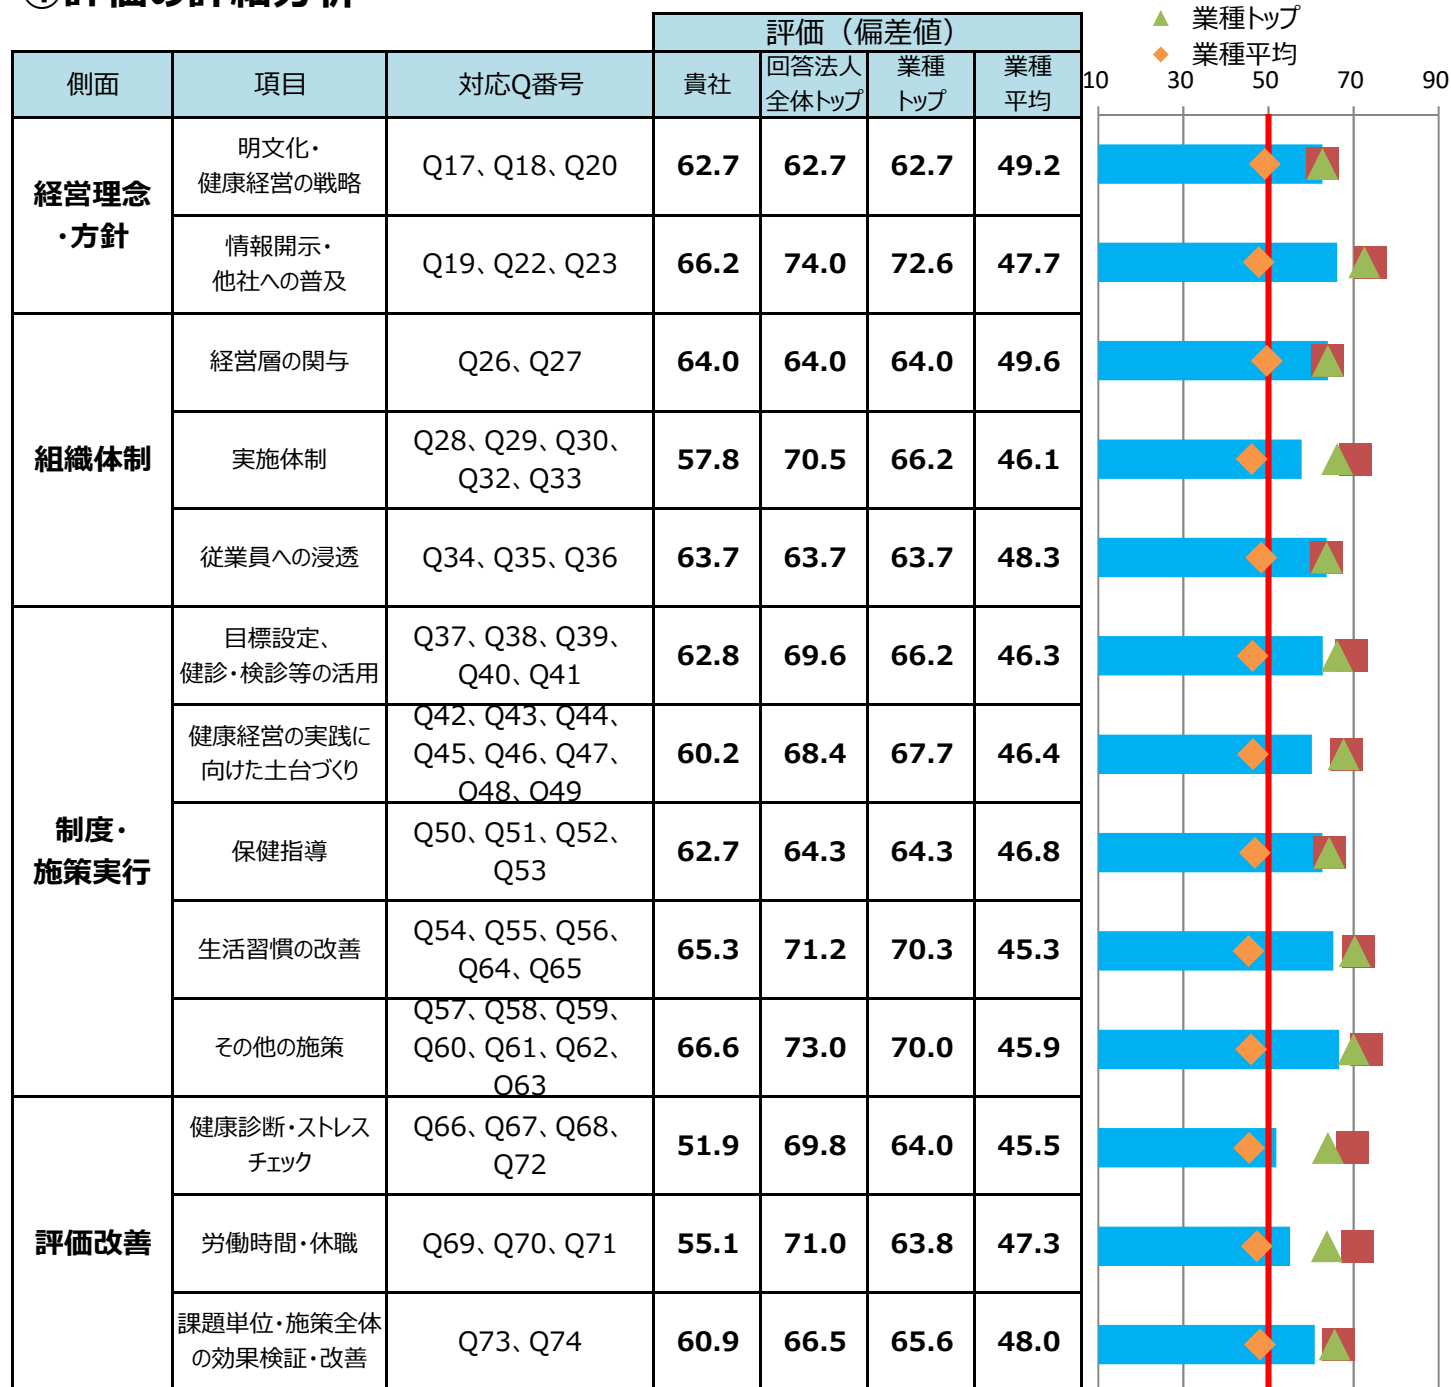 ①評価の詳細分析
業種トップ
業種平均
評価（偏差値）
側面 項目 対応Q番号 貴社 回答法人 業種 業種
全体トップ トップ 平均
10 30 50 70 90
経営理念
・方針
明文化・
健康経営の戦略
Q17、Q18、Q20 62.7 62.7 62.7 49.2
情報開示・
他社への普及
Q19、Q22、Q23 66.2 74.0 72.6 47.7
組織体制
経営層の関与 Q26、Q27 64.0 64.0 64.0 49.6
実施体制
Q28、Q29、Q30、
Q32、Q33
57.8 70.5 66.2 46.1
従業員への浸透 Q34、Q35、Q36 63.7 63.7 63.7 48.3
制度・
施策実行
目標設定、
健診・検診等の活用
Q37、Q38、Q39、
Q40、Q41
62.8 69.6 66.2 46.3
健康経営の実践に
向けた土台づくり
Q42、Q43、Q44、
Q45、Q46、Q47、
Q48、Q49
60.2 68.4 67.7 46.4
保健指導
Q50、Q51、Q52、
Q53
62.7 64.3 64.3 46.8
生活習慣の改善
Q54、Q55、Q56、
Q64、Q65
65.3 71.2 70.3 45.3
その他の施策
Q57、Q58、Q59、
Q60、Q61、Q62、
Q63
66.6 73.0 70.0 45.9
評価改善
健康診断・ストレス
チェック
Q66、Q67、Q68、
Q72
51.9 69.8 64.0 45.5
労働時間・休職 Q69、Q70、Q71 55.1 71.0 63.8 47.3
課題単位・施策全体
の効果検証・改善
Q73、Q74 60.9 66.5 65.6 48.0